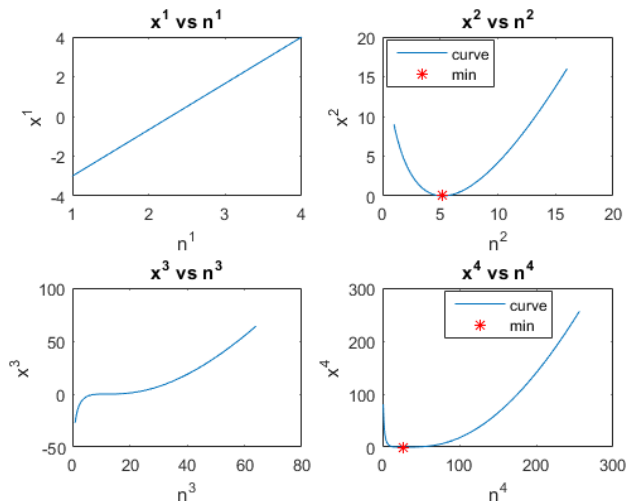 x¹ vs n¹
4
2
0
-2
-4
x¹
1
2
3
4
n¹
x² vs n²
curve
min
20
15
10
5
0
x²
0
5
10
15
20
n²
x³ vs n³
100
50
0
-50
x³
0
20
40
60
80
n³
x⁴ vs n⁴
curve
min
300
200
100
0
x⁴
0
100
200
300
n⁴